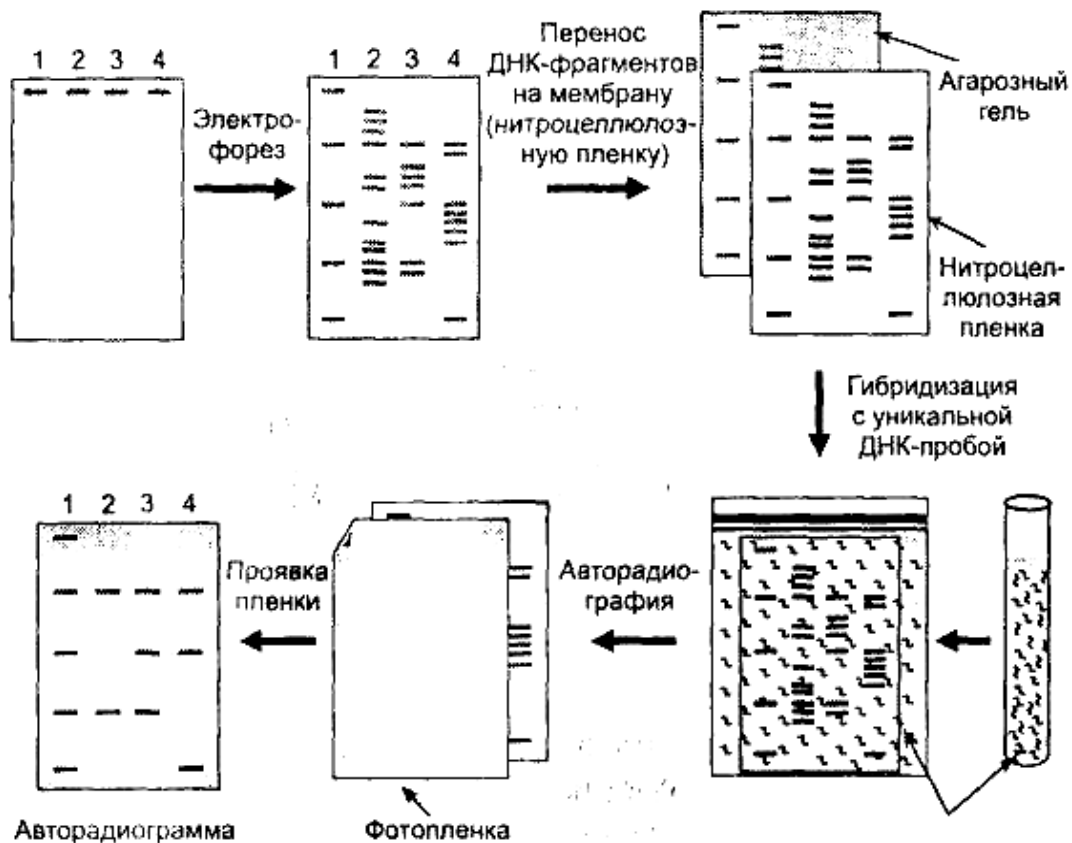 1 2 3 4
Электро-
форез
1 2 3 4
Перенос
ДНК-фрагментов
на мембрану
(нитроцеллюлоз-
ную пленку)
Агарозный
гель
Нитроцел-
люлозная
пленка
Гибридизация
с уникальной
ДНК-пробой
Авторадио-
графия
Фотопленка
Проявка
пленки
1 2 3 4
Авторадиограмма